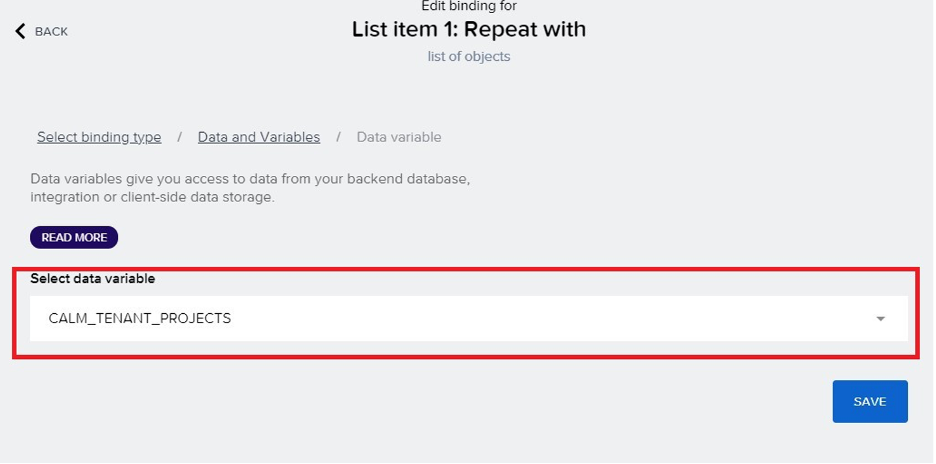 Edit binding for
BACK
List item 1: Repeat with
list of objects
Select binding type / Data and Variables / Data variable
Data variables give you access to data from your backend database,
integration or client-side data storage.
READ MORE
Select data variable
CALM_TENANT_PROJECTS
SAVE